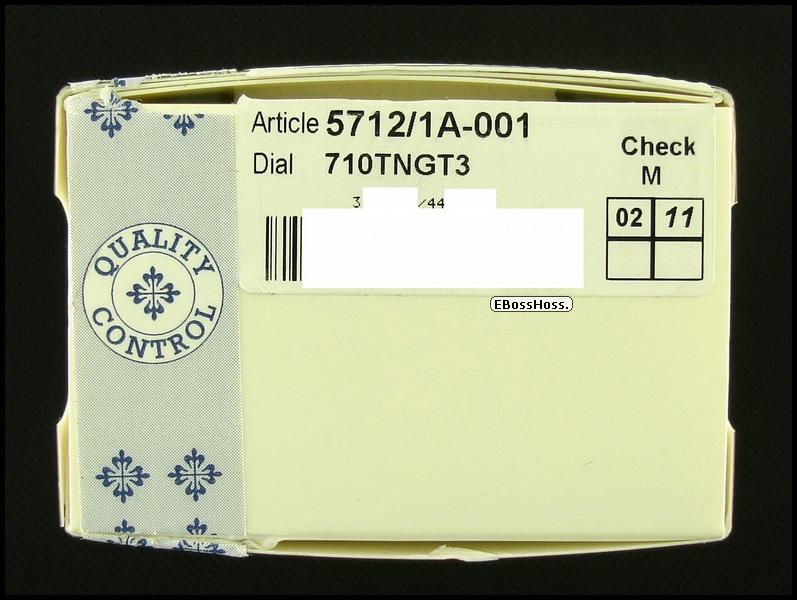 Article 5712/1A-001
Dial 710TNGT3
Check
M
02 11
QUALITY
CONTROL
EBossHoss.